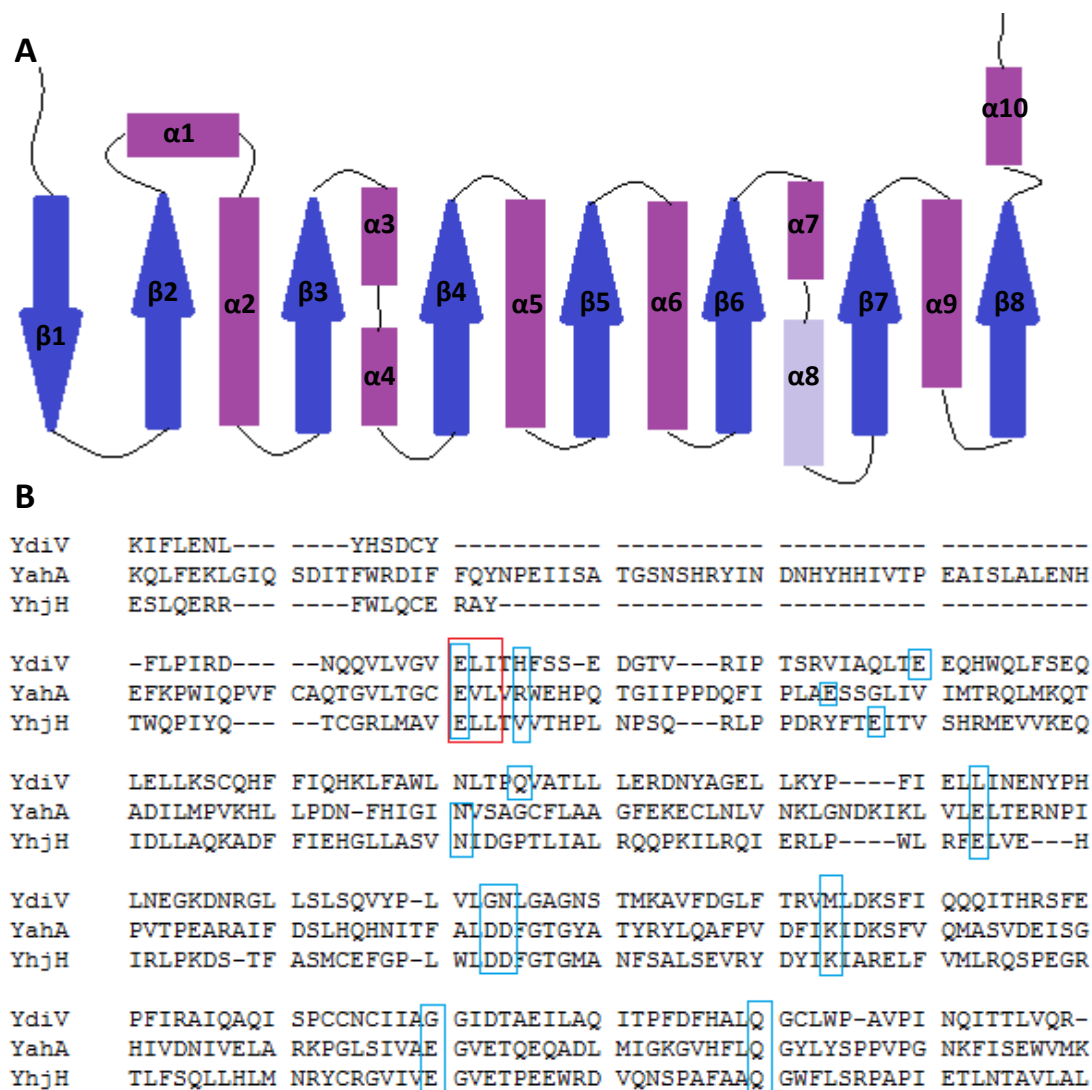 A
α1
α10
β1
β2
α2
β3
α3
α4
β4
α5
β5
α6
β6
α7
α8
β7
α9
β8
B
YdiV KIFLENL--- ----YHSDCY ---------- ---------- ---------- ----------
YahA KQLFEKLGIQ SDITFWRDIF FQYNPEIISA TGSNSHRYIN DNHYHHIVTP EAISLALENH
YhjH ESLQERR--- ----FWLQCE RAY------- ---------- ---------- ----------
YdiV -FLPIRD--- --NQQVLVGV ELITHFSS-E DGTV---RIP TSRVIAQLTE EQHWQLFSEQ
YahA EFKPWIQPVF CAQTGVLTGC EVLVRWEHPQ TGIIPPDQFI PLAESSGLIV IMTRQLMKQT
YhjH TWQPIYQ--- --TCGRLMAV ELLTVVTHPL NPSQ---RLP PDRYFTEITV SHRMEVVKEQ
YdiV LELLKSCQHF FIQHKLFAWL NLTPQVATLL LERDNYAGEL LKYP----FI ELLINENYPH
YahA ADILMPVKHL LPDN-FHIGI NVSAGCFLAA GFEKECLNLV NKLGNDKIKL VLELTERNPI
YhjH IDLLAQKADF FIEHGLLASV NIDGPTLIAL RQQPKILRQI ERLP----WL RFELVE---H
YdiV LNEGKDNRGL LSLSQVYP-L VLGNLGAGNS TMKAVFDGLF TRVMLDKSFI QQQITHRSFE
YahA PVTPEARAIF DSLHQHNITF ALDDFGTGYA TYRYLQAFPV DFIKIDKSFV QMASVDEISG
YhjH IRLPKDS-TF ASMCEFGP-L WLDDFGTGMA NFSALSEVRY DYIKIARELF VMLRQSPEGR
YdiV PFIRAIQAQI SPCCNCIIAG GIDTAEILAQ ITPFDFHALQ GCLWP-AVPI NQITTLVQR-
YahA HIVDNIVELA RKPGLSIVAE GVETQEQADL MIGKGVHFLQ GYLYSPPVPG NKFISEWVMK
YhjH TLFSQLLHLM NRYCRGVIVE GVETPEEWRD VQNSPAFAAQ GWFLSRPAPI ETLNTAVLAL